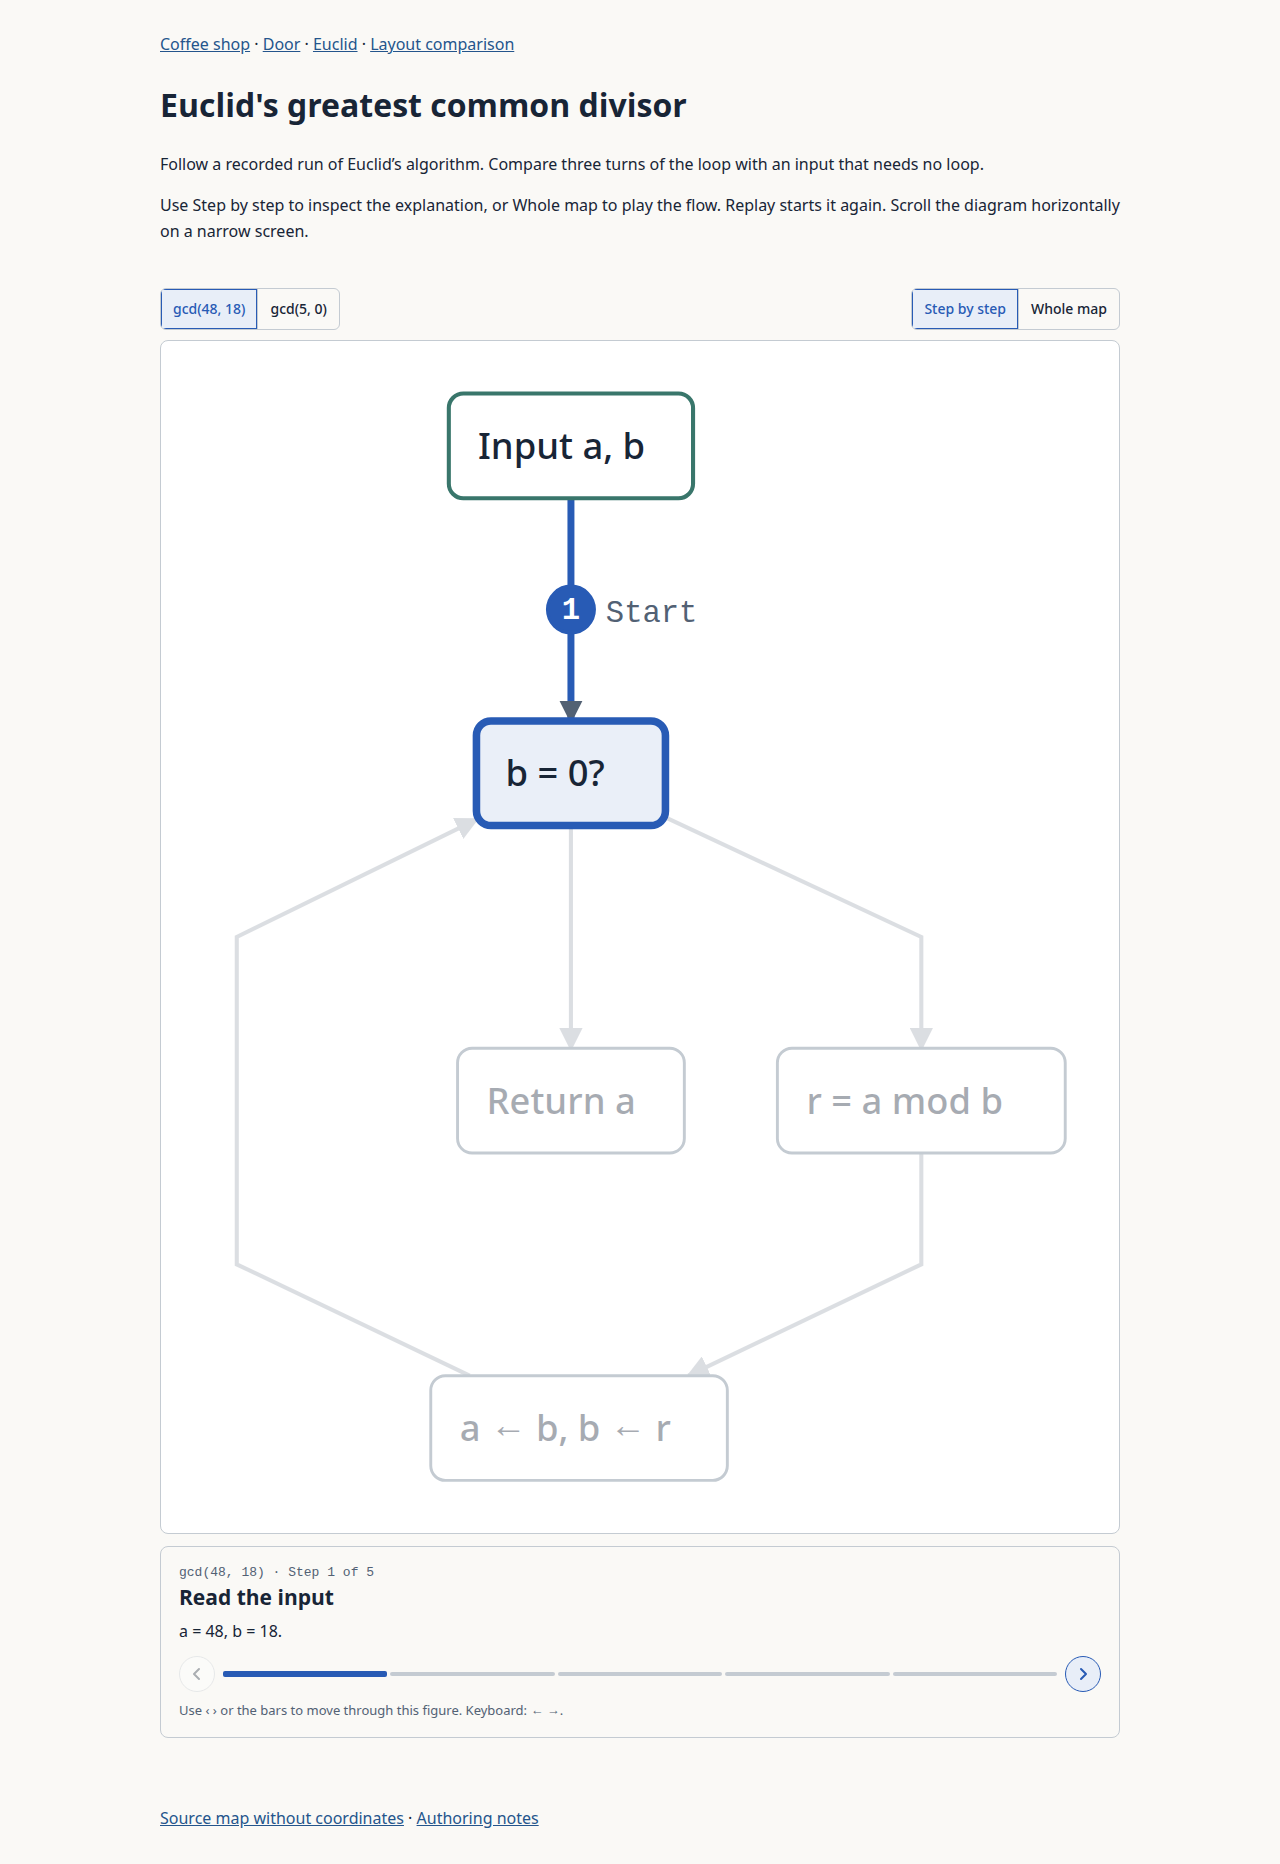 Coffee shop · Door · Euclid · Layout comparison
Euclid's greatest common divisor
Follow a recorded run of Euclid’s algorithm. Compare three turns of the loop with an input that needs no loop.
Use Step by step to inspect the explanation, or Whole map to play the flow. Replay starts it again. Scroll the diagram horizontally
on a narrow screen.
gcd(48, 18) gcd(5, 0) Step by step Whole map
Input a, b
1 Start
b = 0?
Return a r = a mod b
a ← b, b ← r
gcd(48, 18) · Step 1 of 5
Read the input
a = 48, b = 18.
Use ‹ › or the bars to move through this figure. Keyboard: ← →.
Source map without coordinates · Authoring notes